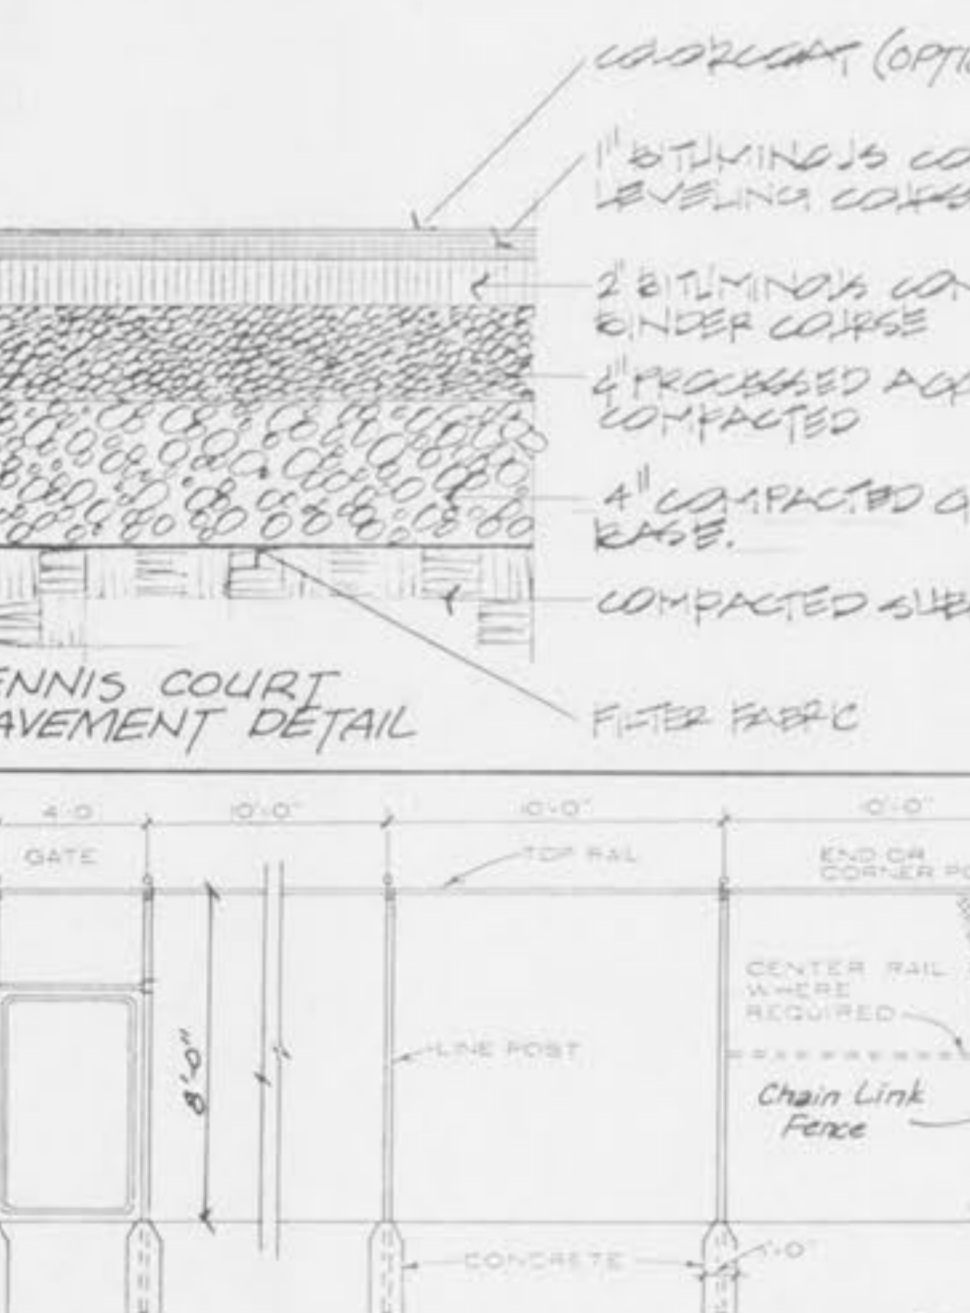 COLORCOAT (OPTI
1" BITUMINOUS CO
LEVELING COURS
2" BITUMINOUS CON
BINDER COURSE
4" PROCESSED AGG
COMPACTED
4" COMPACTED G
BASE.
COMPACTED SUB
FILTER FABRIC
ENNIS COURT
AVEMENT DETAIL
4'-0
10'-0"
10'-0"
10'-0"
GATE
TOP RAIL
END OR
CORNER PO
CENTER RAIL
WHERE
REQUIRED
8'-0"
LINE POST
Chain Link
Fence
CONCRETE
1'-0"